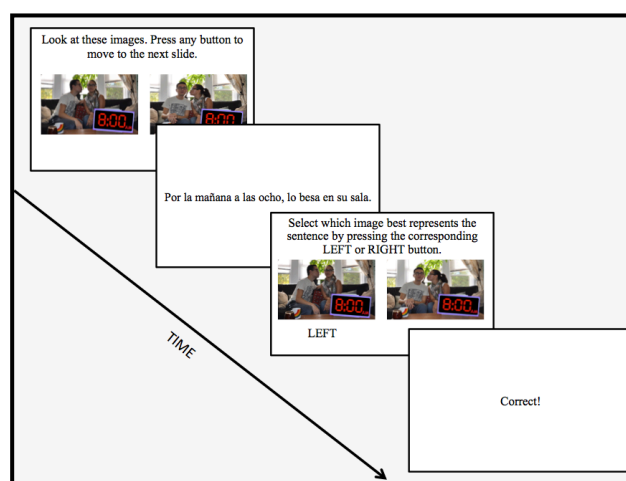 Look at these images. Press any button to
move to the next slide.
8:00
8:00
Por la mañana a las ocho, lo besa en su sala.
Select which image best represents the
sentence by pressing the corresponding
LEFT or RIGHT button.
8:00
8:00
LEFT
TIME
Correct!